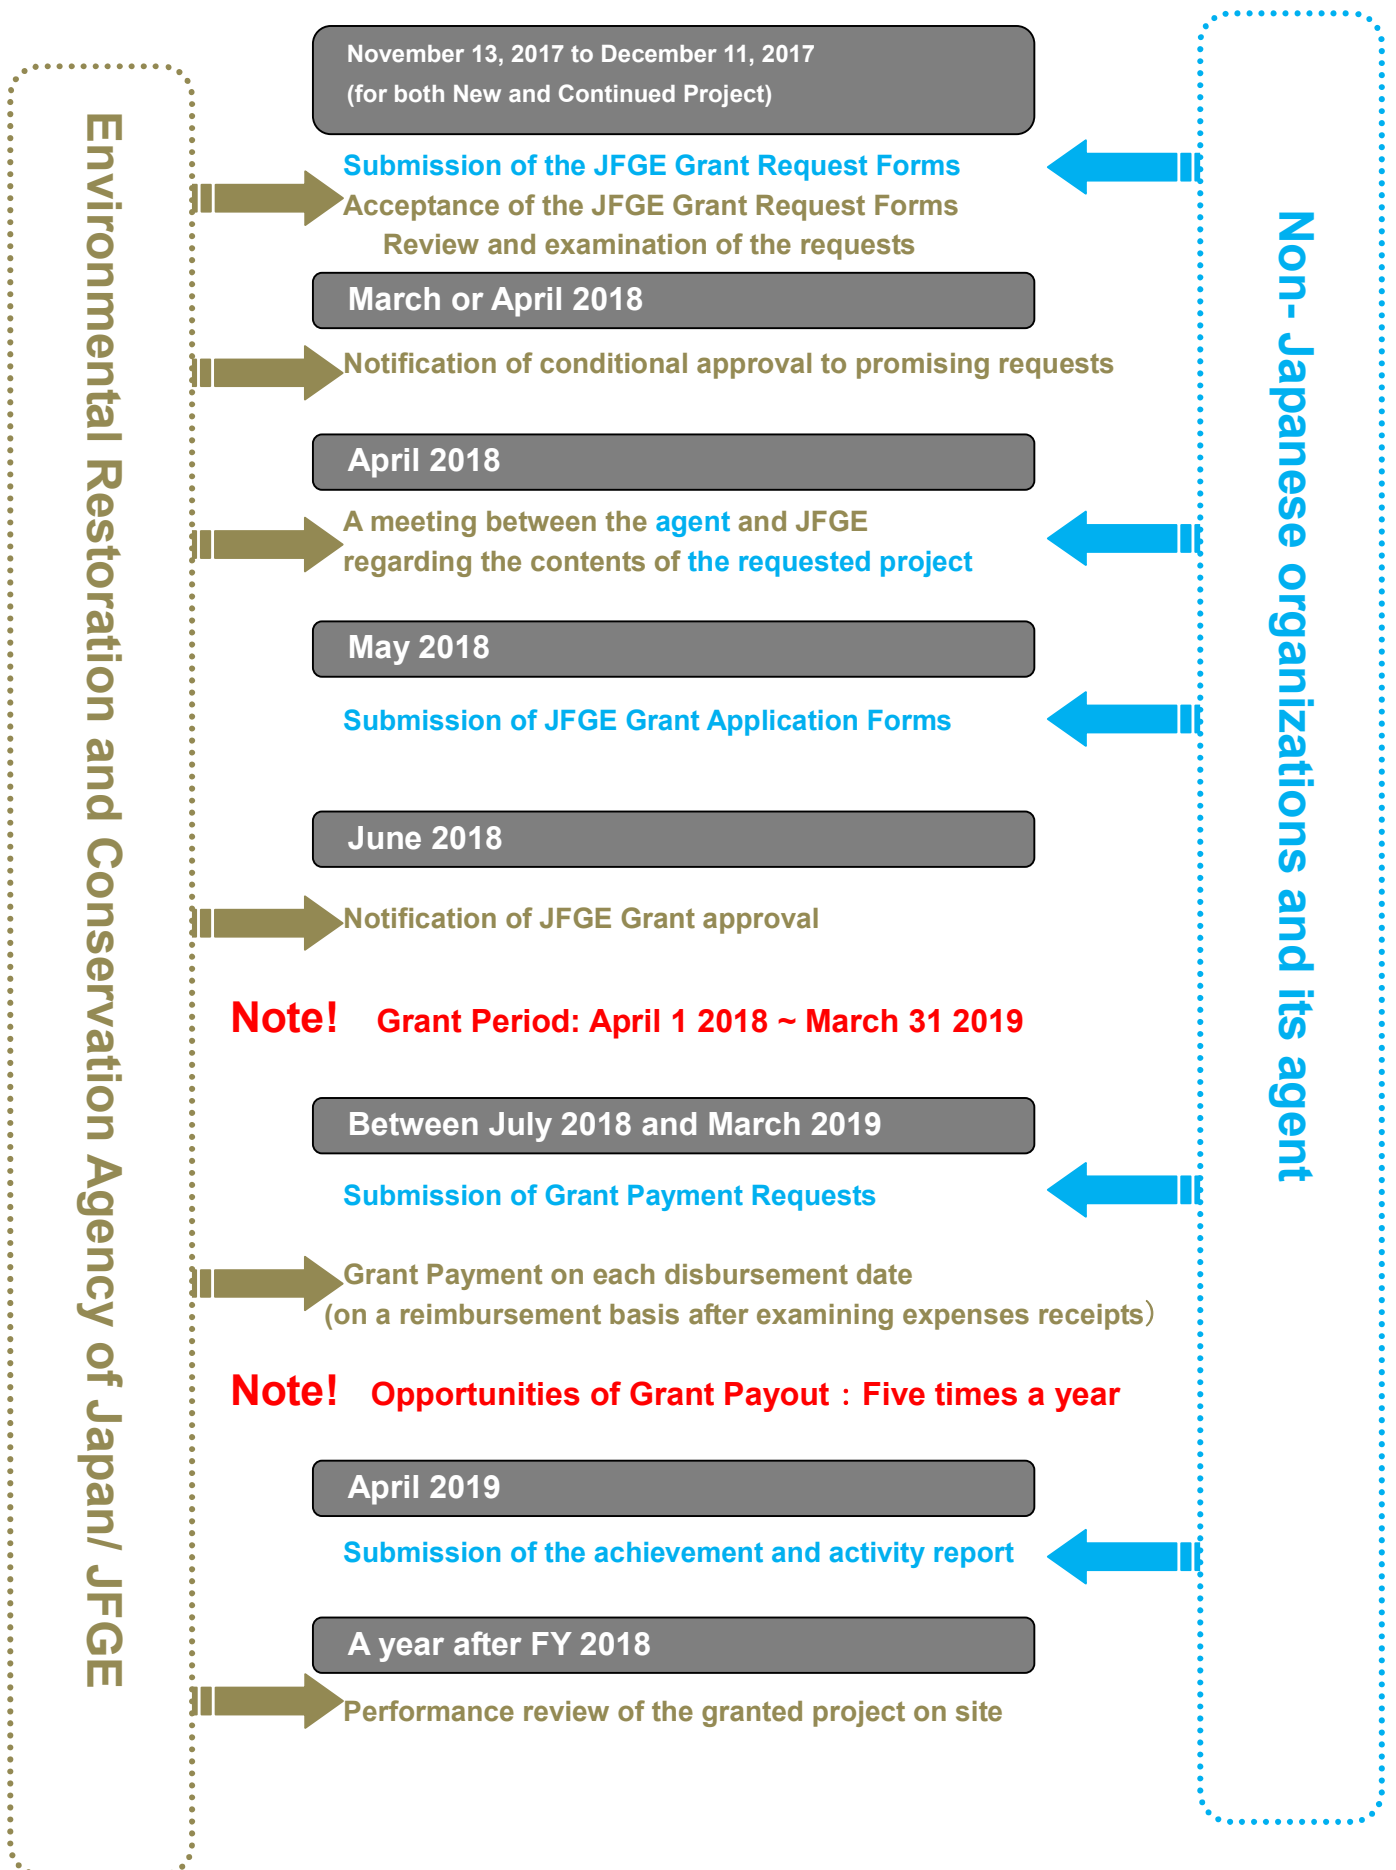 Environmental Restoration and Conservation Agency of Japan/ JFGE
November 13, 2017 to December 11, 2017
(for both New and Continued Project)
Submission of the JFGE Grant Request Forms
Acceptance of the JFGE Grant Request Forms
Review and examination of the requests
March or April 2018
Notification of conditional approval to promising requests
April 2018
A meeting between the agent and JFGE
regarding the contents of the requested project
May 2018
Submission of JFGE Grant Application Forms
June 2018
Notification of JFGE Grant approval
Note! Grant Period: April 1 2018 ~ March 31 2019
Between July 2018 and March 2019
Submission of Grant Payment Requests
Grant Payment on each disbursement date
(on a reimbursement basis after examining expenses receipts）
Note! Opportunities of Grant Payout：Five times a year
April 2019
Submission of the achievement and activity report
A year after FY 2018
Performance review of the granted project on site
Non- Japanese organizations and its agent